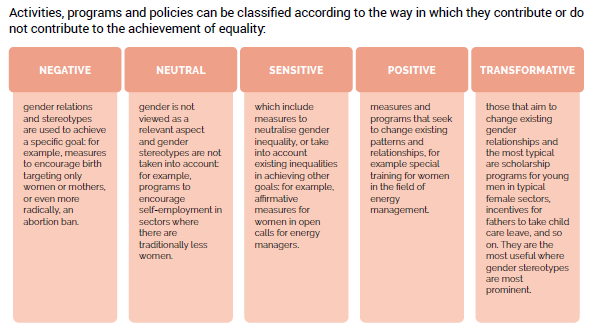 Activities, programs and policies can be classified according to the way in which they contribute or do
not contribute to the achievement of equality:
NEGATIVE
gender relations
and stereotypes
are used to achieve
a specific goal: for
example, measures
to encourage birth
targeting only
women or mothers,
or even more
radically, an
abortion ban.
NEUTRAL
gender is not
viewed as a
relevant aspect
and gender
stereotypes are not
taken into account:
for example,
programs to
encourage
self-employment in
sectors where
there are
traditionally less
women.
SENSITIVE
which include
measures to
neutralise gender
inequality, or take
into account
existing inequalities
in achieving other
goals: for example,
affirmative
measures for
women in open
calls for energy
managers.
POSITIVE
measures and
programs that seek
to change existing
patterns and
relationships, for
example special
training for women
in the field of
energy
management.
TRANSFORMATIVE
those that aim to
change existing
gender
relationships and
the most typical
are scholarship
programs for young
men in typical
female sectors,
incentives for
fathers to take child
care leave, and so
on. They are the
most useful where
gender stereotypes
are most
prominent.